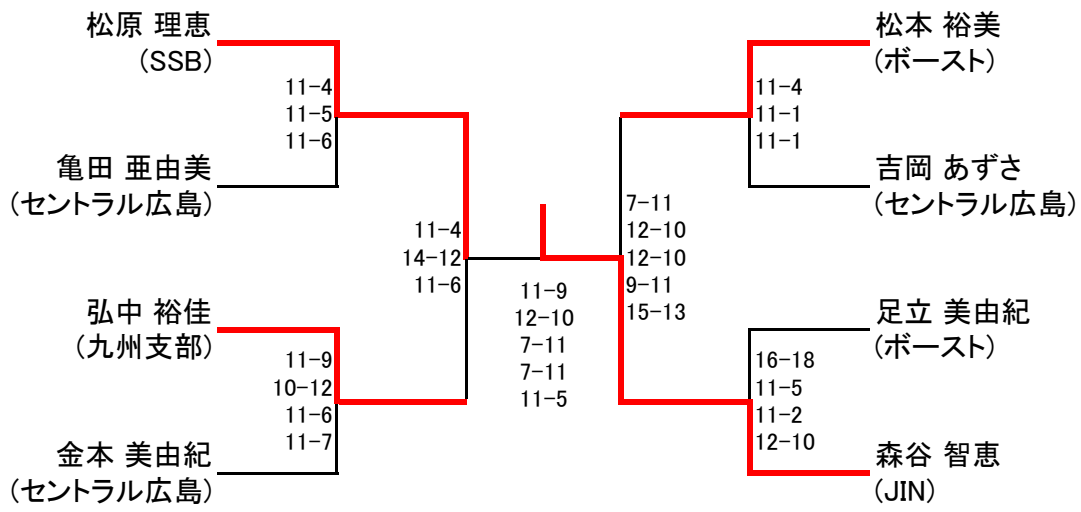 松原 理恵
(SSB)
11-4
11-5
11-6
亀田 亜由美
(セントラル広島)
11-4
14-12
11-6
弘中 裕佳
(九州支部)
11-9
10-12
11-6
11-7
金本 美由紀
(セントラル広島)
11-9
12-10
7-11
7-11
11-5
松本 裕美
(ボースト)
11-4
11-1
11-1
吉岡 あずさ
(セントラル広島)
7-11
12-10
12-10
9-11
15-13
足立 美由紀
(ボースト)
16-18
11-5
11-2
12-10
森谷 智恵
(JIN)